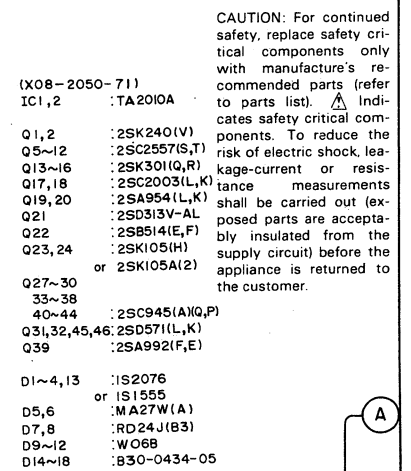 CAUTION: For continued
safety, replace safety cri-
tical components only
with manufacture's re-
commended parts (refer
to parts list). ⚠ Indi-
cates safety critical com-
ponents. To reduce the
risk of electric shock, lea-
kage-current or resis-
tance measurements
shall be carried out (ex-
posed parts are accepta-
bly insulated from the
supply circuit) before the
appliance is returned to
the customer.
(X08-2050-71)
IC1,2 :TA2010A
Q1,2 :2SK240(V)
Q5~12 :2SC2557(S,T)
Q13~16 :2SK301(Q,R)
Q17,18 :2SC2003(L,K)
Q19,20 :2SA954(L,K)
Q21 :2SD313V-AL
Q22 :2SB514(E,F)
Q23,24 :2SK105(H)
or 2SK105A(2)
Q27~30
33~38
40~44 :2SC945(A)(Q,P)
Q31,32,45,46:2SD571(L,K)
Q39 :2SA992(F,E)
D1~4,13 :1S2076
or 1S1555
D5,6 :MA27W(A)
D7,8 :RD24J(B3)
D9~12 :W06B
D14~18 :B30-0434-05
A